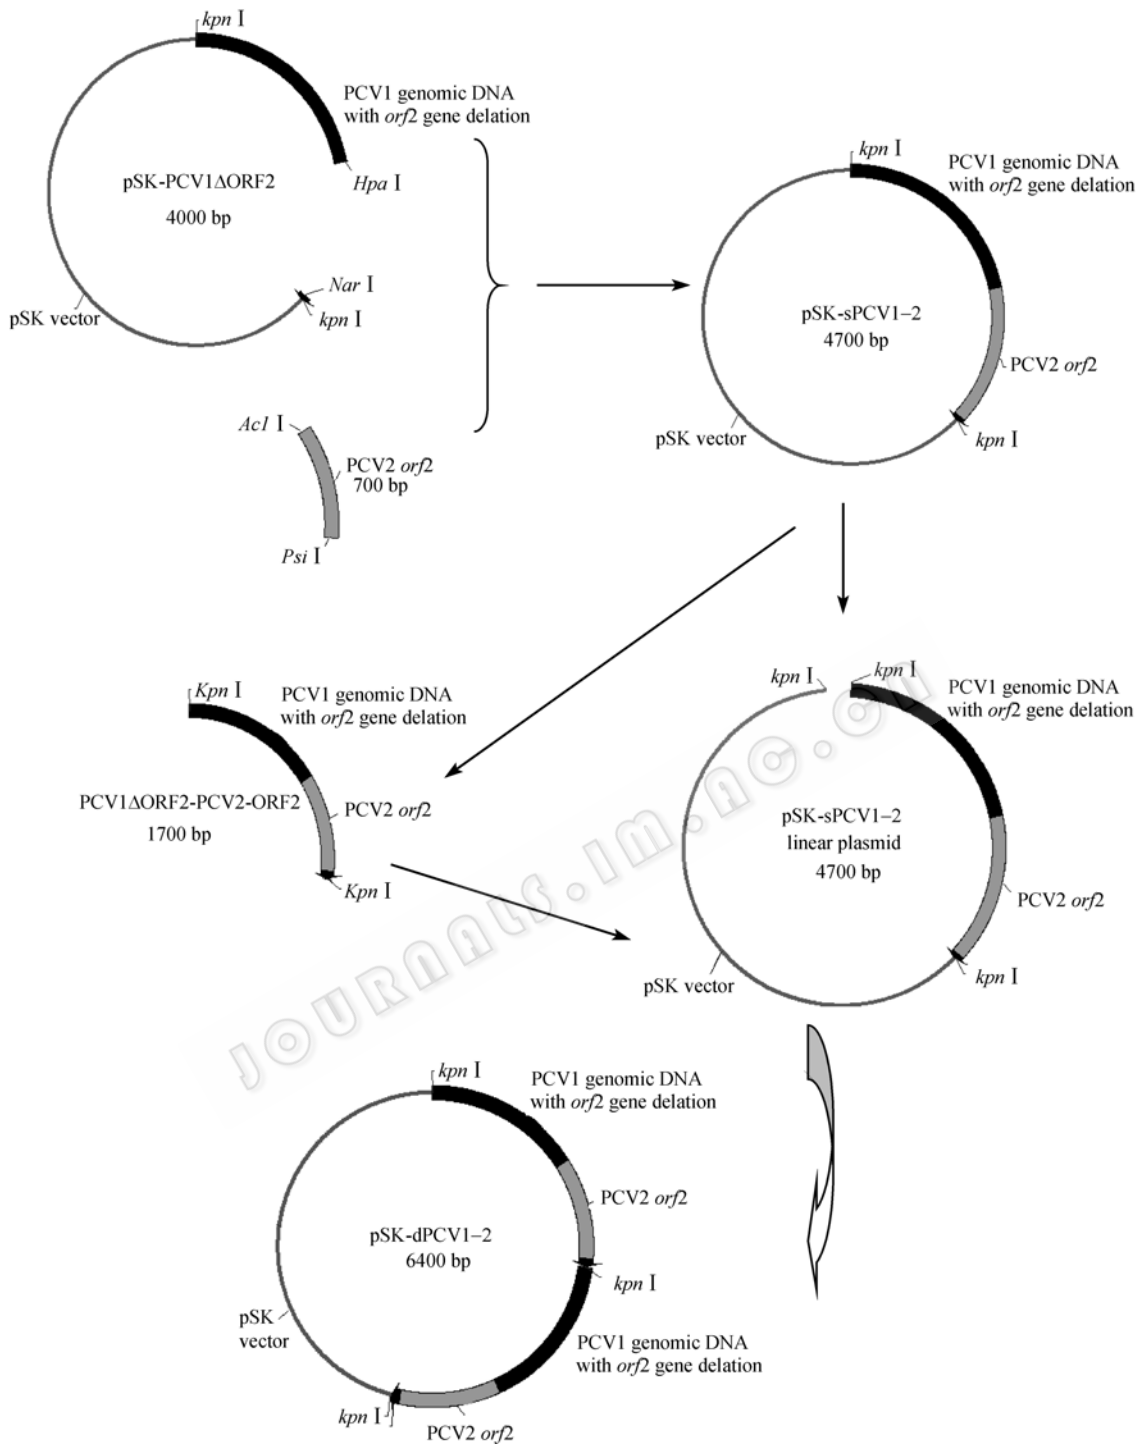 kpn I
PCV1 genomic DNA
with orf2 gene delation
Hpa I
pSK-PCV1ΔORF2
4000 bp
Nar I
kpn I
pSK vector
Acl I
PCV2 orf2
700 bp
Psi I
kpn I
PCV1 genomic DNA
with orf2 gene delation
pSK-sPCV1–2
4700 bp
PCV2 orf2
kpn I
pSK vector
Kpn I
PCV1 genomic DNA
with orf2 gene delation
PCV1ΔORF2-PCV2-ORF2
1700 bp
PCV2 orf2
Kpn I
kpn I
kpn I
PCV1 genomic DNA
with orf2 gene delation
pSK-sPCV1–2
linear plasmid
4700 bp
PCV2 orf2
kpn I
pSK vector
JOURNALS.IM.AC.CN
kpn I
PCV1 genomic DNA
with orf2 gene delation
PCV2 orf2
pSK-dPCV1–2
6400 bp
kpn I
pSK
vector
PCV1 genomic DNA
with orf2 gene delation
kpn I
PCV2 orf2